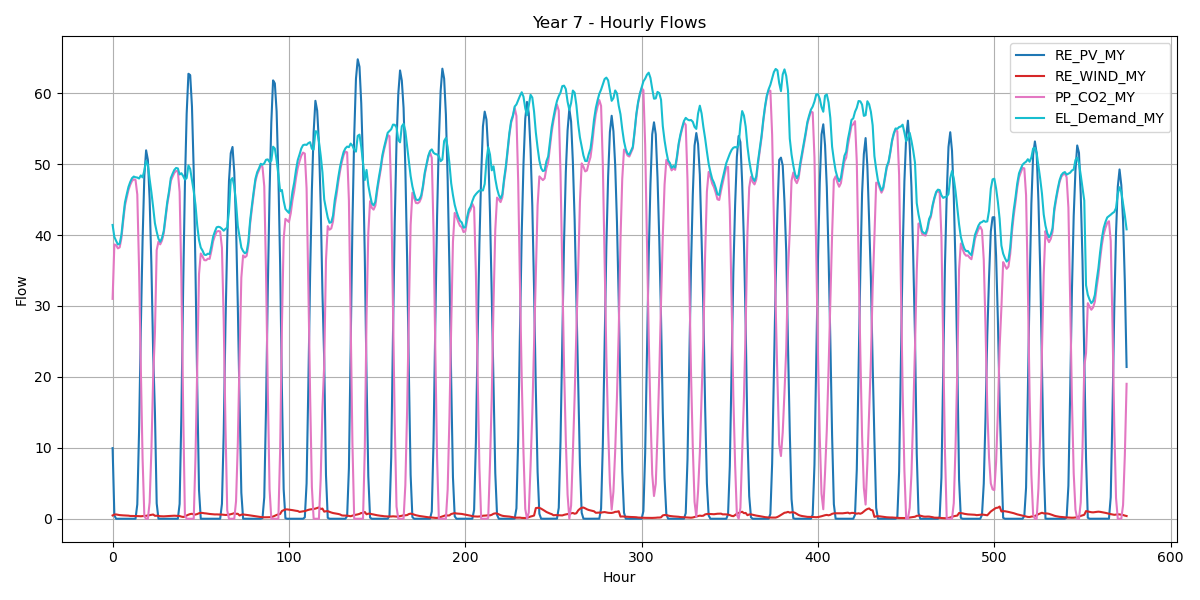 Year 7 - Hourly Flows
RE_PV_MY
RE_WIND_MY
PP_CO2_MY
EL_Demand_MY
Flow
60
50
40
30
20
10
0
0 100 200 300 400 500 600
Hour